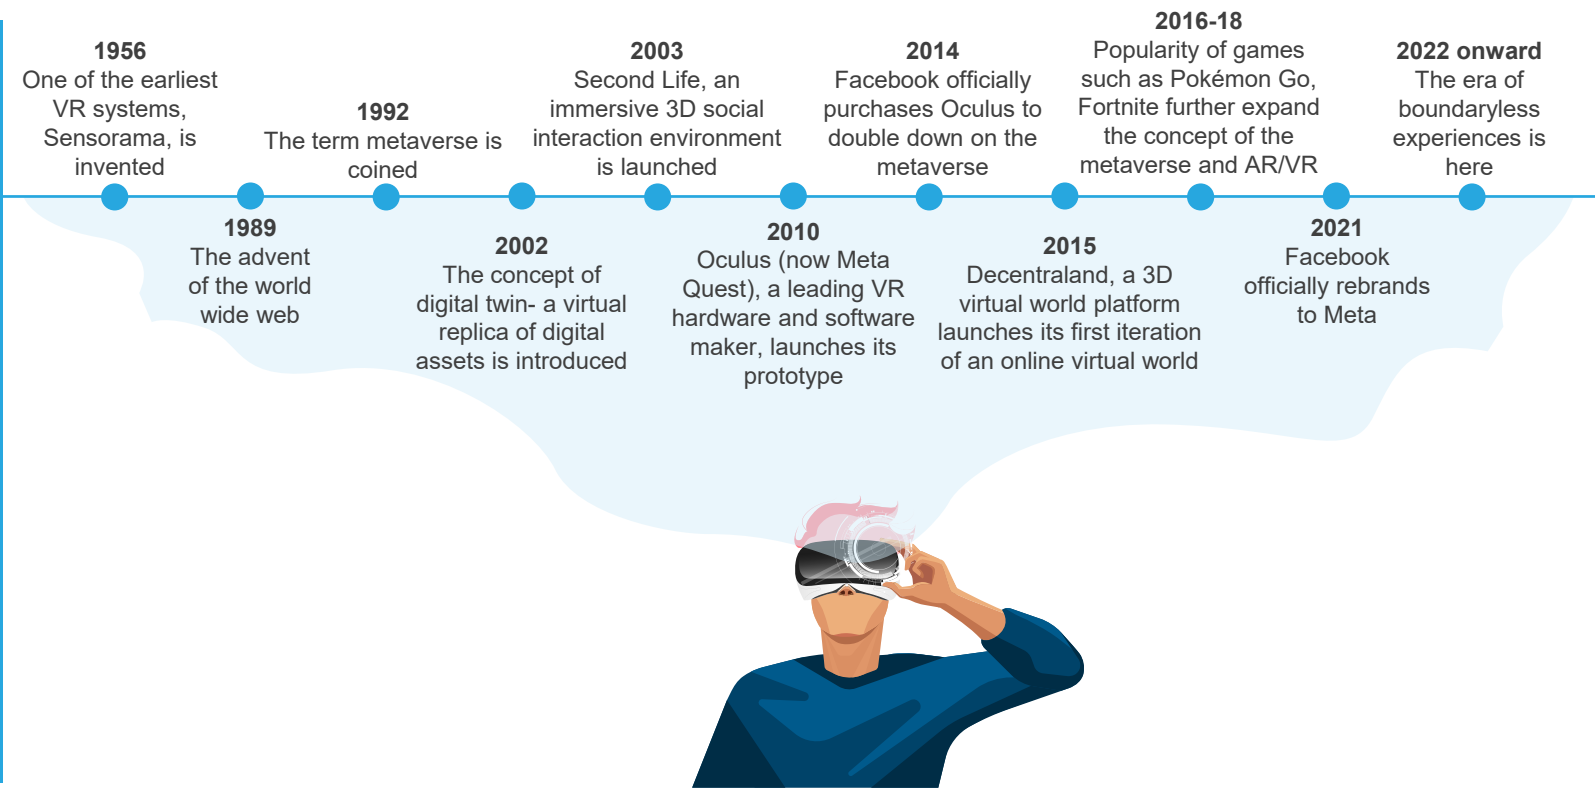 1956
One of the earliest
VR systems,
Sensorama, is
invented
1989
The advent
of the world
wide web
1992
The term metaverse is
coined
2002
The concept of
digital twin- a virtual
replica of digital
assets is introduced
2003
Second Life, an
immersive 3D social
interaction environment
is launched
2010
Oculus (now Meta
Quest), a leading VR
hardware and software
maker, launches its
prototype
2014
Facebook officially
purchases Oculus to
double down on the
metaverse
2015
Decentraland, a 3D
virtual world platform
launches its first iteration
of an online virtual world
2016-18
Popularity of games
such as Pokémon Go,
Fortnite further expand
the concept of the
metaverse and AR/VR
2021
Facebook
officially rebrands
to Meta
2022 onward
The era of
boundaryless
experiences is
here